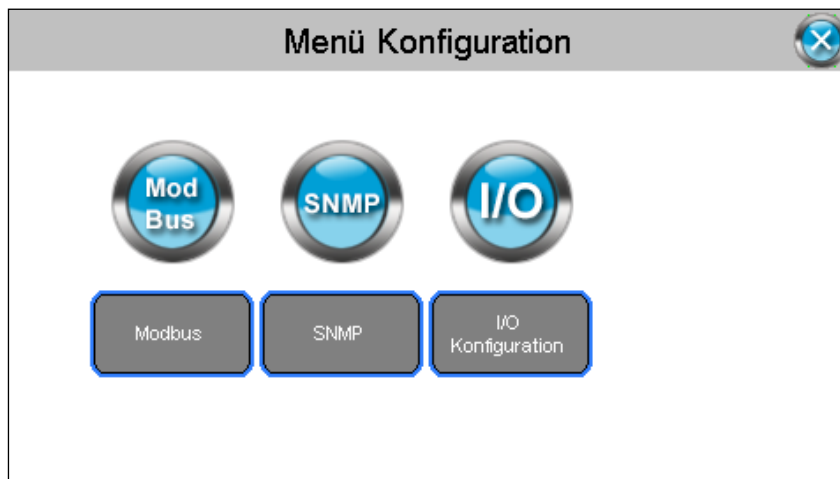 Menü Konfiguration
Mod
Bus
SNMP
I/O
Modbus
SNMP
I/O
Konfiguration